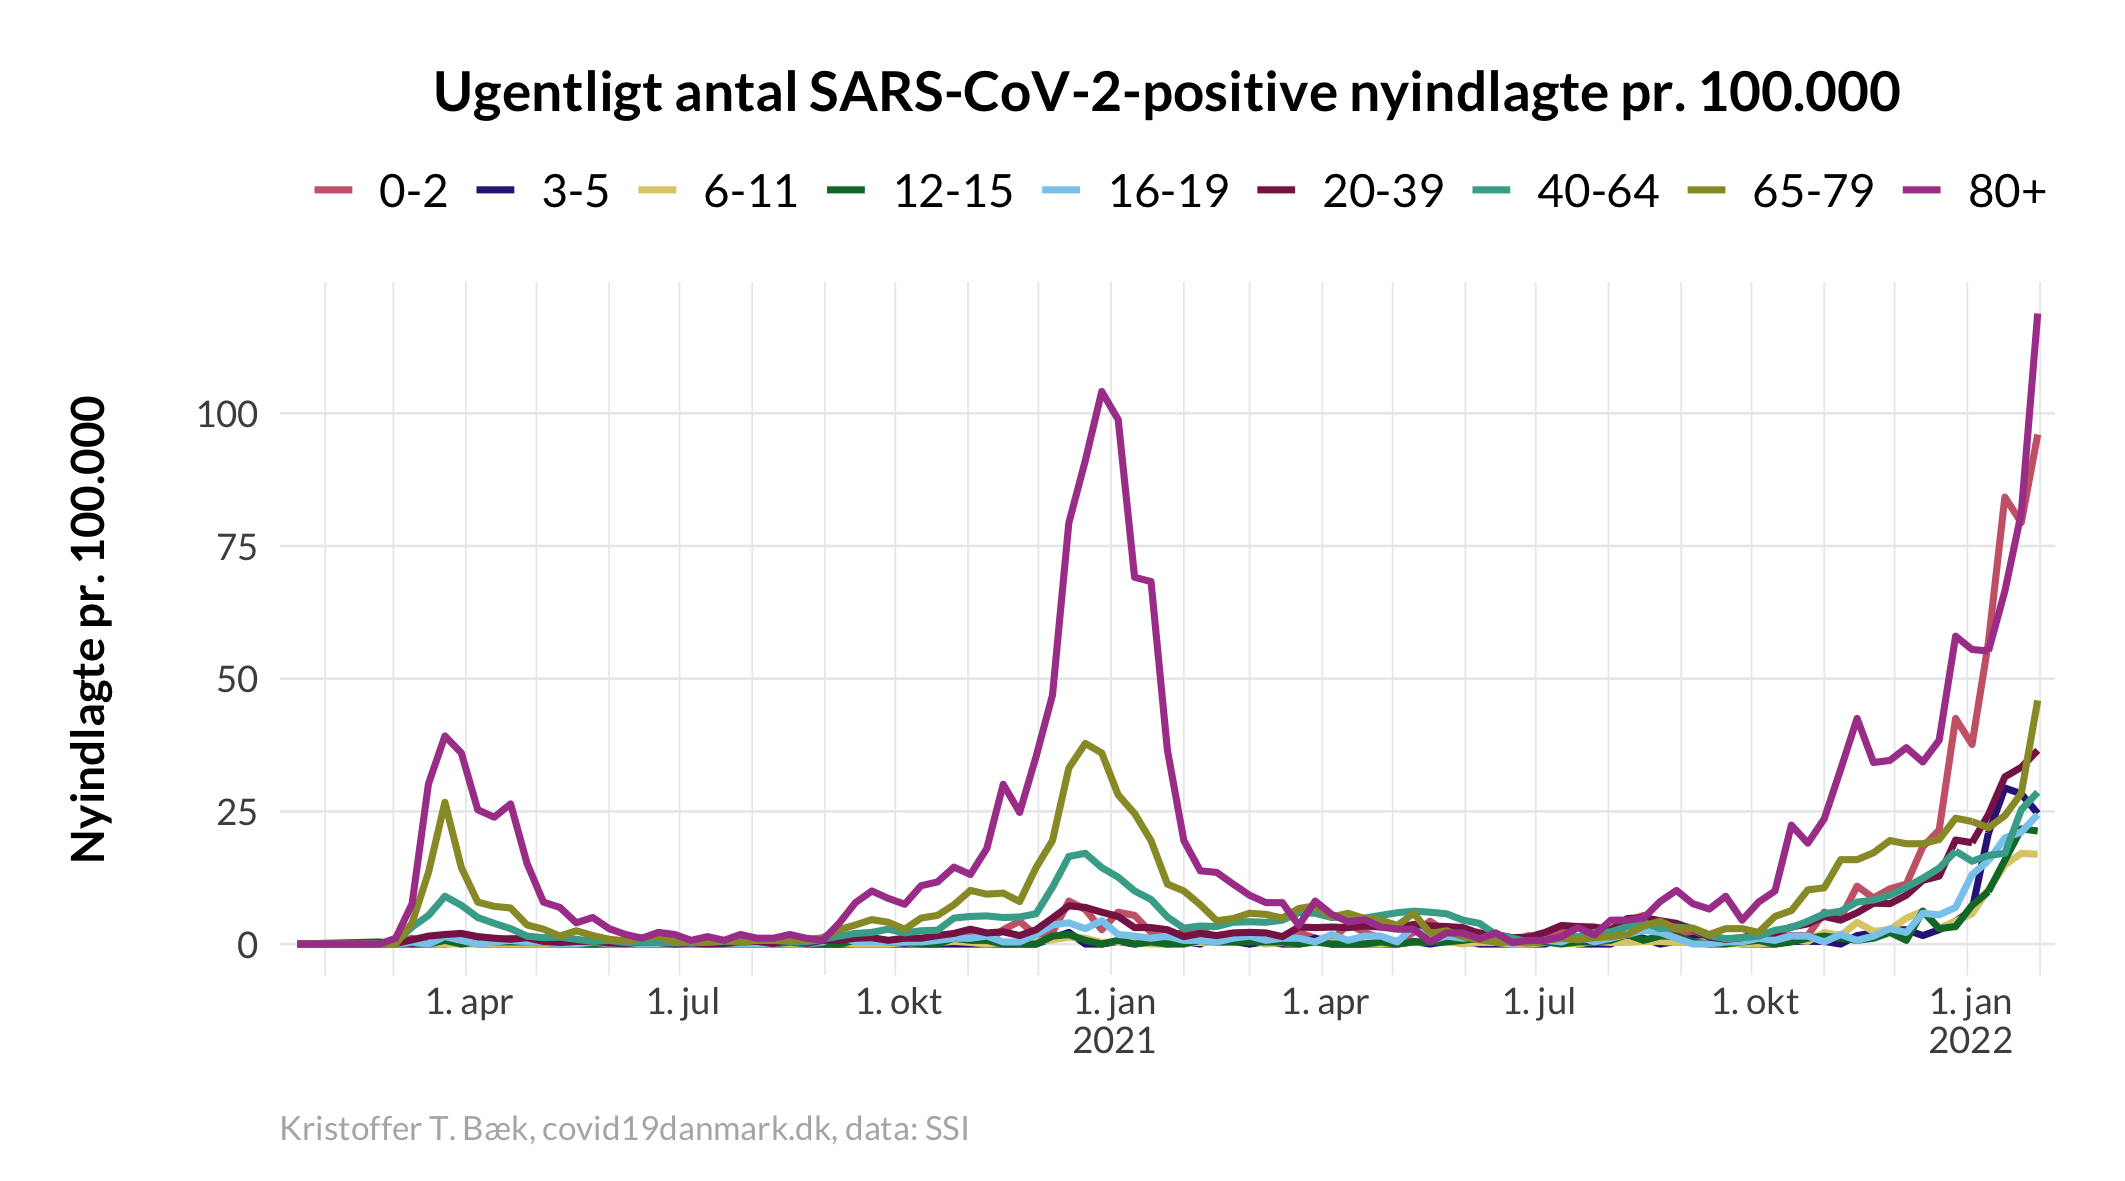 Ugentligt antal SARS-CoV-2-positive nyindlagte pr. 100.000
0-2 3-5 6-11 12-15 16-19 20-39 40-64 65-79 80+
Nyindlagte pr. 100.000
100
75
50
25
0
1. apr 1. jul 1. okt 1. jan 1. apr 1. jul 1. okt 1. jan
2021 2022
Kristoffer T. Bæk, covid19danmark.dk, data: SSI